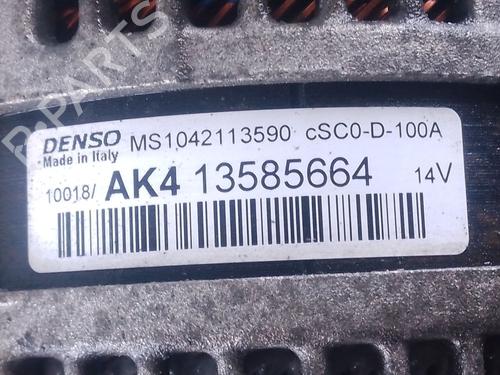 DENSO MS1042113590 cSC0-D-100A
Made in Italy
10018/ AK4 13585664 14V